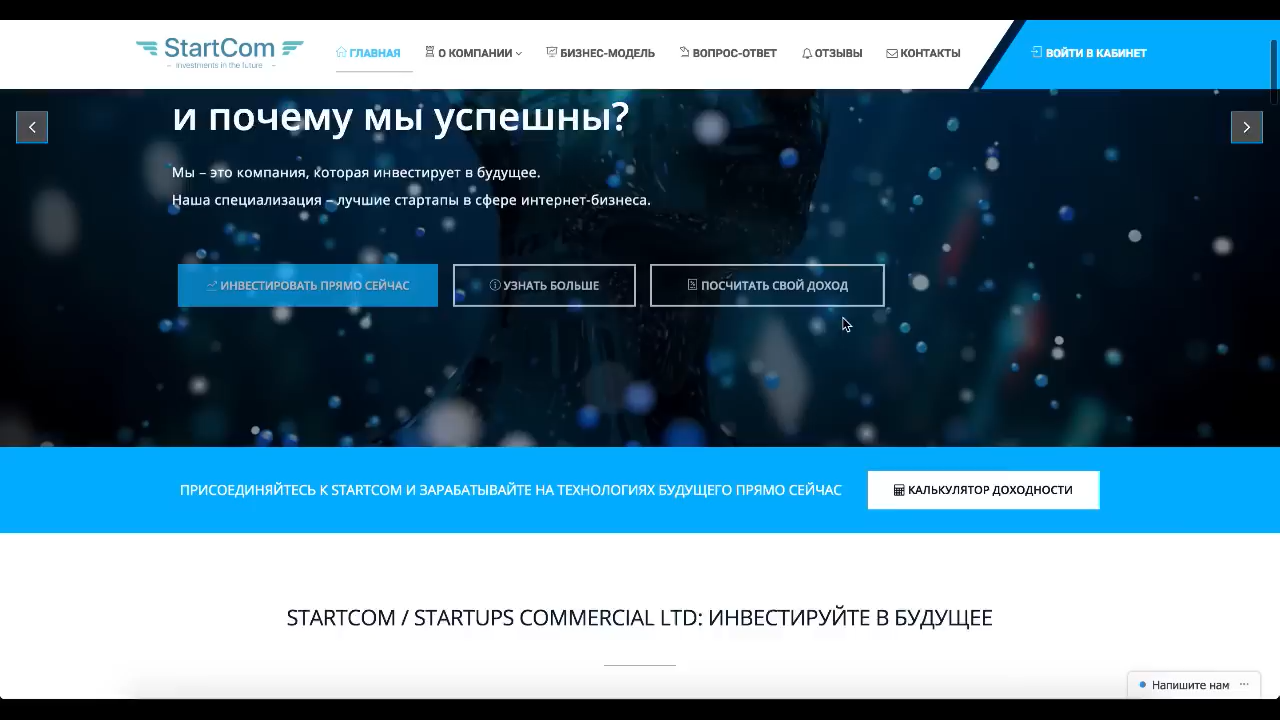 StartCom
– Investments in the future –
ГЛАВНАЯ
О КОМПАНИИ
БИЗНЕС-МОДЕЛЬ
ВОПРОС-ОТВЕТ
ОТЗЫВЫ
КОНТАКТЫ
ВОЙТИ В КАБИНЕТ
и почему мы успешны?
Мы – это компания, которая инвестирует в будущее.
Наша специализация – лучшие стартапы в сфере интернет-бизнеса.
ИНВЕСТИРОВАТЬ ПРЯМО СЕЙЧАС
УЗНАТЬ БОЛЬШЕ
ПОСЧИТАТЬ СВОЙ ДОХОД
ПРИСОЕДИНЯЙТЕСЬ К STARTCOM И ЗАРАБАТЫВАЙТЕ НА ТЕХНОЛОГИЯХ БУДУЩЕГО ПРЯМО СЕЙЧАС
КАЛЬКУЛЯТОР ДОХОДНОСТИ
STARTCOM / STARTUPS COMMERCIAL LTD: ИНВЕСТИРУЙТЕ В БУДУЩЕЕ
Напишите нам ...